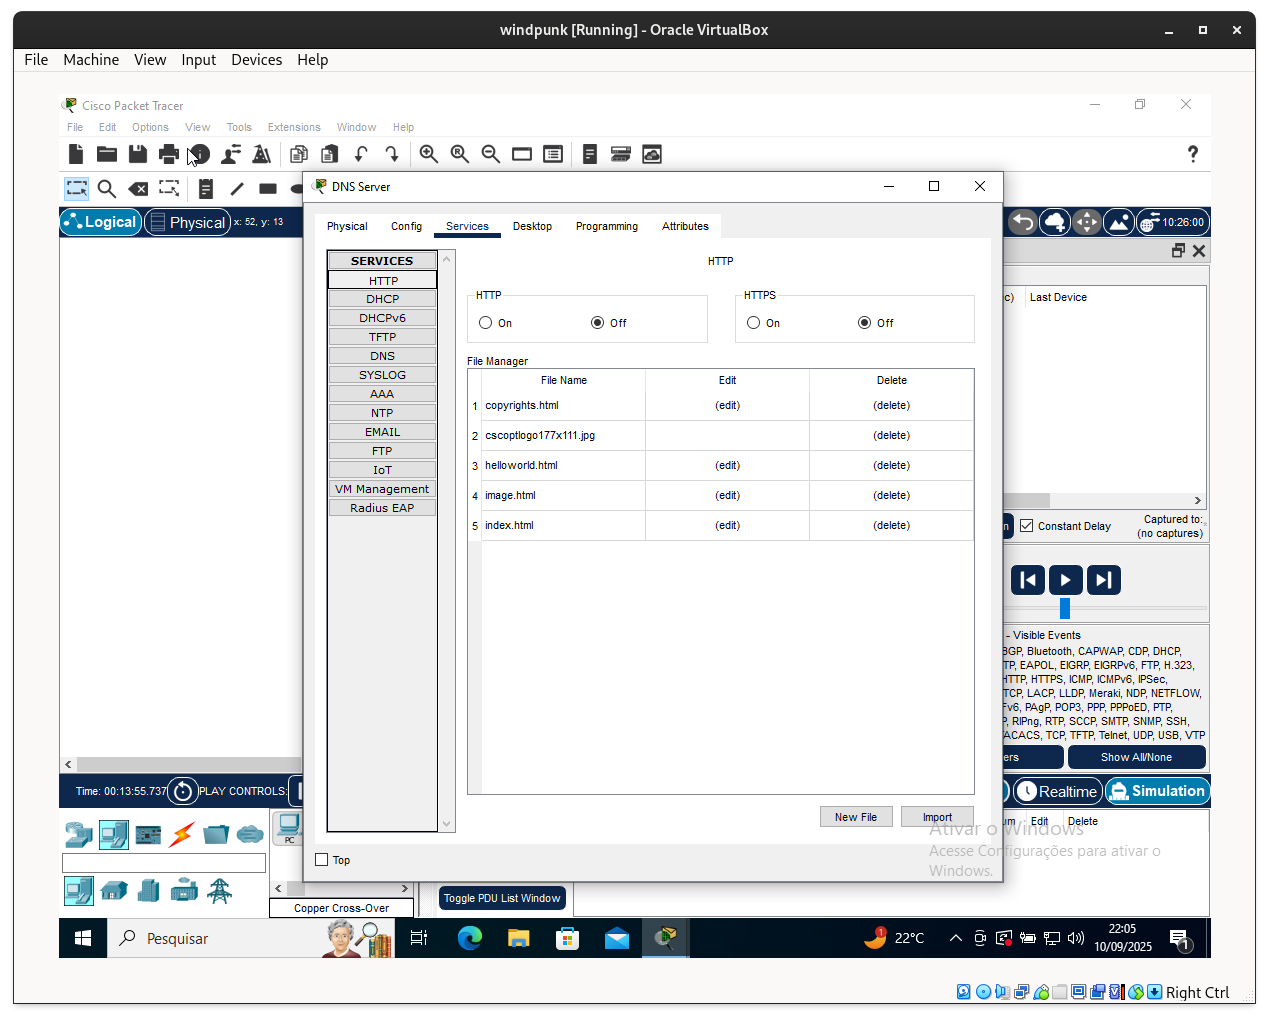 windpunk [Running] - Oracle VirtualBox
File Machine View Input Devices Help
Cisco Packet Tracer
File Edit Options View Tools Extensions Window Help
?
Logical Physical x: 52, y: 13
10:26:00
DNS Server
Physical Config Services Desktop Programming Attributes
SERVICES
HTTP
DHCP
DHCPv6
TFTP
DNS
SYSLOG
AAA
NTP
EMAIL
FTP
IoT
VM Management
Radius EAP
HTTP
HTTP
On Off
HTTPS
On Off
File Manager
File Name Edit Delete
1 copyrights.html (edit) (delete)
2 cscoptlogo177x111.jpg (delete)
3 helloworld.html (edit) (delete)
4 image.html (edit) (delete)
5 index.html (edit) (delete)
New File Import
Top
c) Last Device
Constant Delay
Captured to:
(no captures)
- Visible Events
BGP, Bluetooth, CAPWAP, CDP, DHCP,
TP, EAPOL, EIGRP, EIGRPv6, FTP, H.323,
HTTP, HTTPS, ICMP, ICMPv6, IPSec,
TCP, LACP, LLDP, Meraki, NDP, NETFLOW,
Fv6, PAgP, POP3, PPP, PPPoED, PTP,
P, RIPng, RTP, SCCP, SMTP, SNMP, SSH,
ACACS, TCP, TFTP, Telnet, UDP, USB, VTP
ers Show All/None
Time: 00:13:55.737 PLAY CONTROLS:
Realtime Simulation
um Edit Delete
PC
Copper Cross-Over
Toggle PDU List Window
Ativar o Windows
Acesse Configurações para ativar o
Windows.
Pesquisar
1
22°C
22:05
10/09/2025
1
Right Ctrl